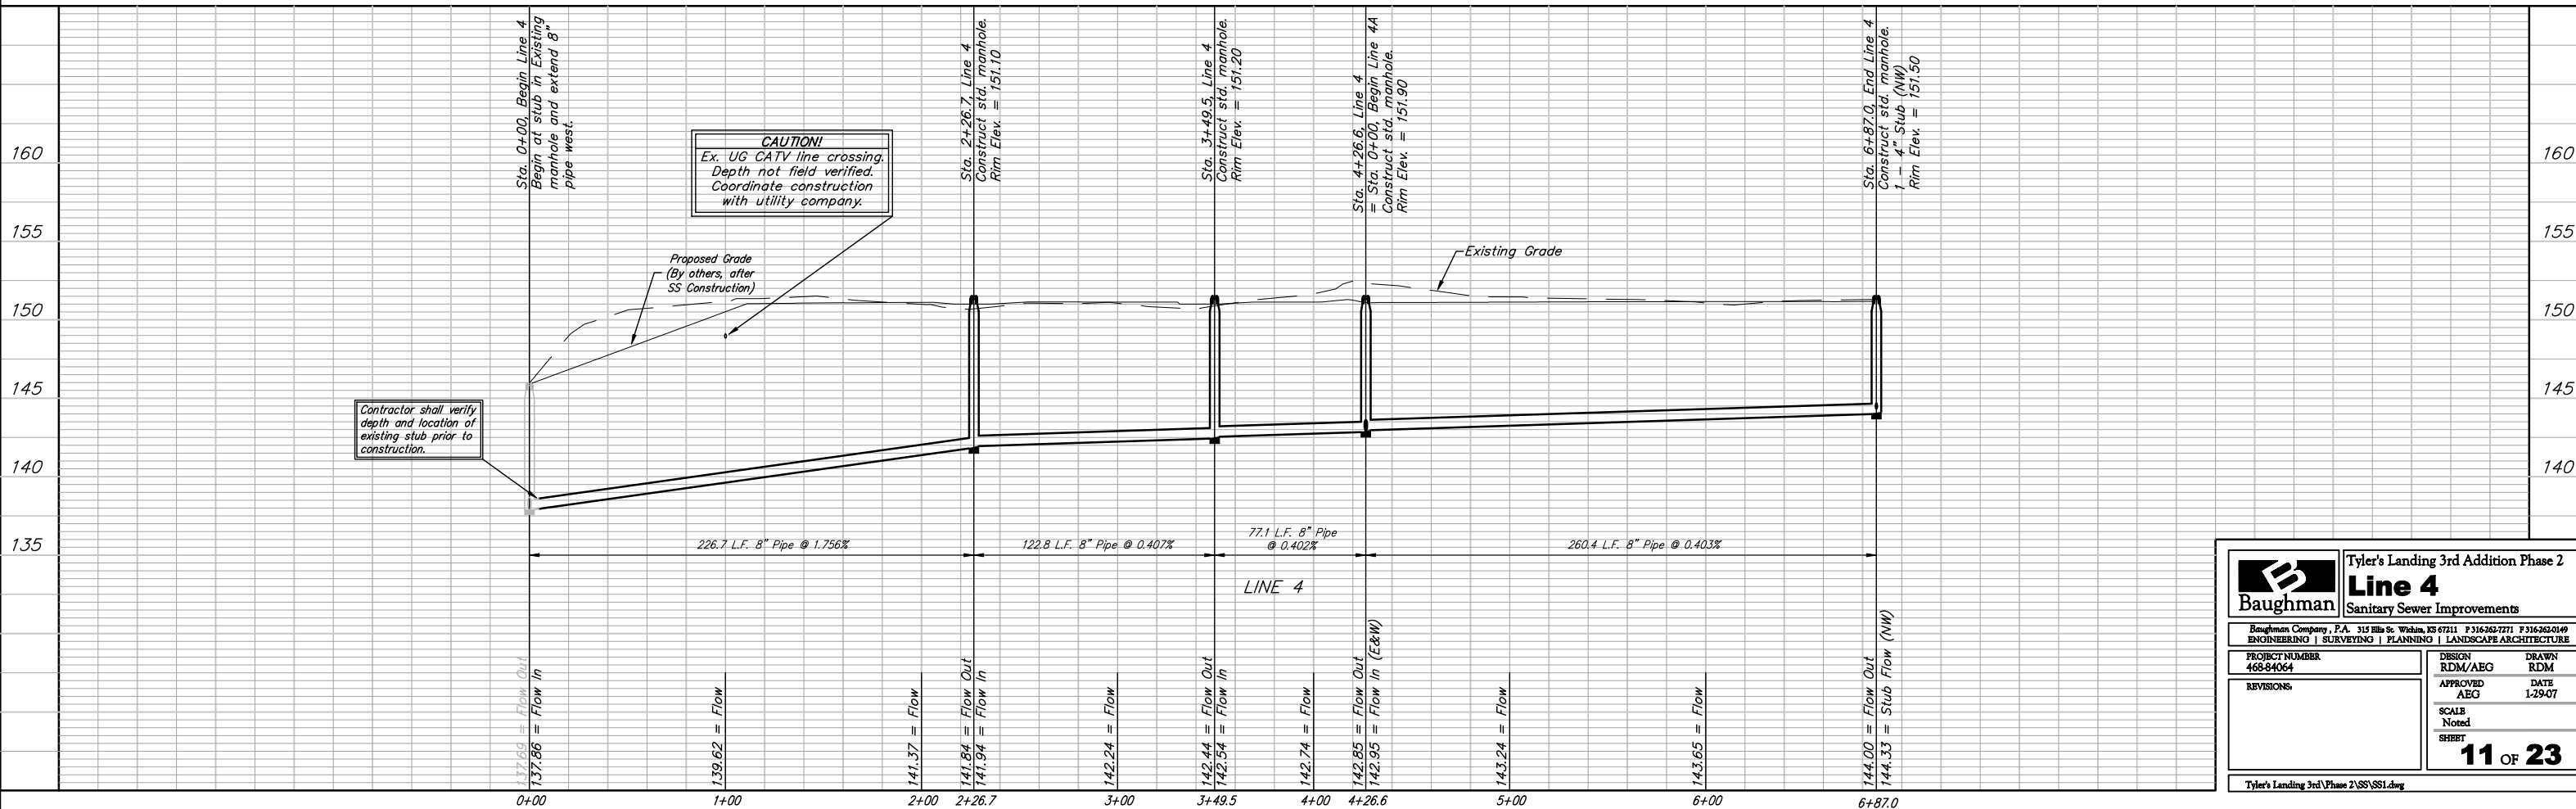 Sta. 0+00, Begin Line 4
Begin at stub in Existing
manhole and extend 8"
pipe west.
Sta. 2+26.7, Line 4
Construct std. manhole.
Rim Elev. = 151.10
Sta. 3+49.5, Line 4
Construct std. manhole.
Rim Elev. = 151.20
Sta. 4+26.6, Line 4
= Sta. 0+00, Begin Line 4A
Construct std. manhole.
Rim Elev. = 151.90
Sta. 6+87.0, End Line 4
Construct std. manhole.
1 - 4" Stub (NW)
Rim Elev. = 151.50
CAUTION!
Ex. UG CATV line crossing.
Depth not field verified.
Coordinate construction
with utility company.
160
160
155
155
Proposed Grade
(By others, after
SS Construction)
Existing Grade
150
150
145
145
Contractor shall verify
depth and location of
existing stub prior to
construction.
140
140
135
226.7 L.F. 8" Pipe @ 1.756%
122.8 L.F. 8" Pipe @ 0.407%
77.1 L.F. 8" Pipe
@ 0.402%
260.4 L.F. 8" Pipe @ 0.403%
LINE 4
137.69 = Flow Out
137.86 = Flow In
139.62 = Flow
141.37 = Flow
141.84 = Flow Out
141.94 = Flow In
142.24 = Flow
142.44 = Flow Out
142.54 = Flow In
142.74 = Flow
142.85 = Flow Out
142.95 = Flow In (E&W)
143.24 = Flow
143.65 = Flow
144.00 = Flow Out
144.33 = Stub Flow (NW)
0+00
1+00
2+00
2+26.7
3+00
3+49.5
4+00
4+26.6
5+00
6+00
6+87.0
B
Baughman
Tyler's Landing 3rd Addition Phase 2
Line 4
Sanitary Sewer Improvements
Baughman Company, P.A. 315 Ellis St. Wichita, KS 67211 P 316-262-7271 F 316-262-0149
ENGINEERING | SURVEYING | PLANNING | LANDSCAPE ARCHITECTURE
PROJECT NUMBER
468-84064
DESIGN
RDM/AEG
DRAWN
RDM
REVISIONS:
APPROVED
AEG
DATE
1-29-07
SCALE
Noted
SHEET
11 OF 23
Tyler's Landing 3rd\Phase 2\SS\SS1.dwg